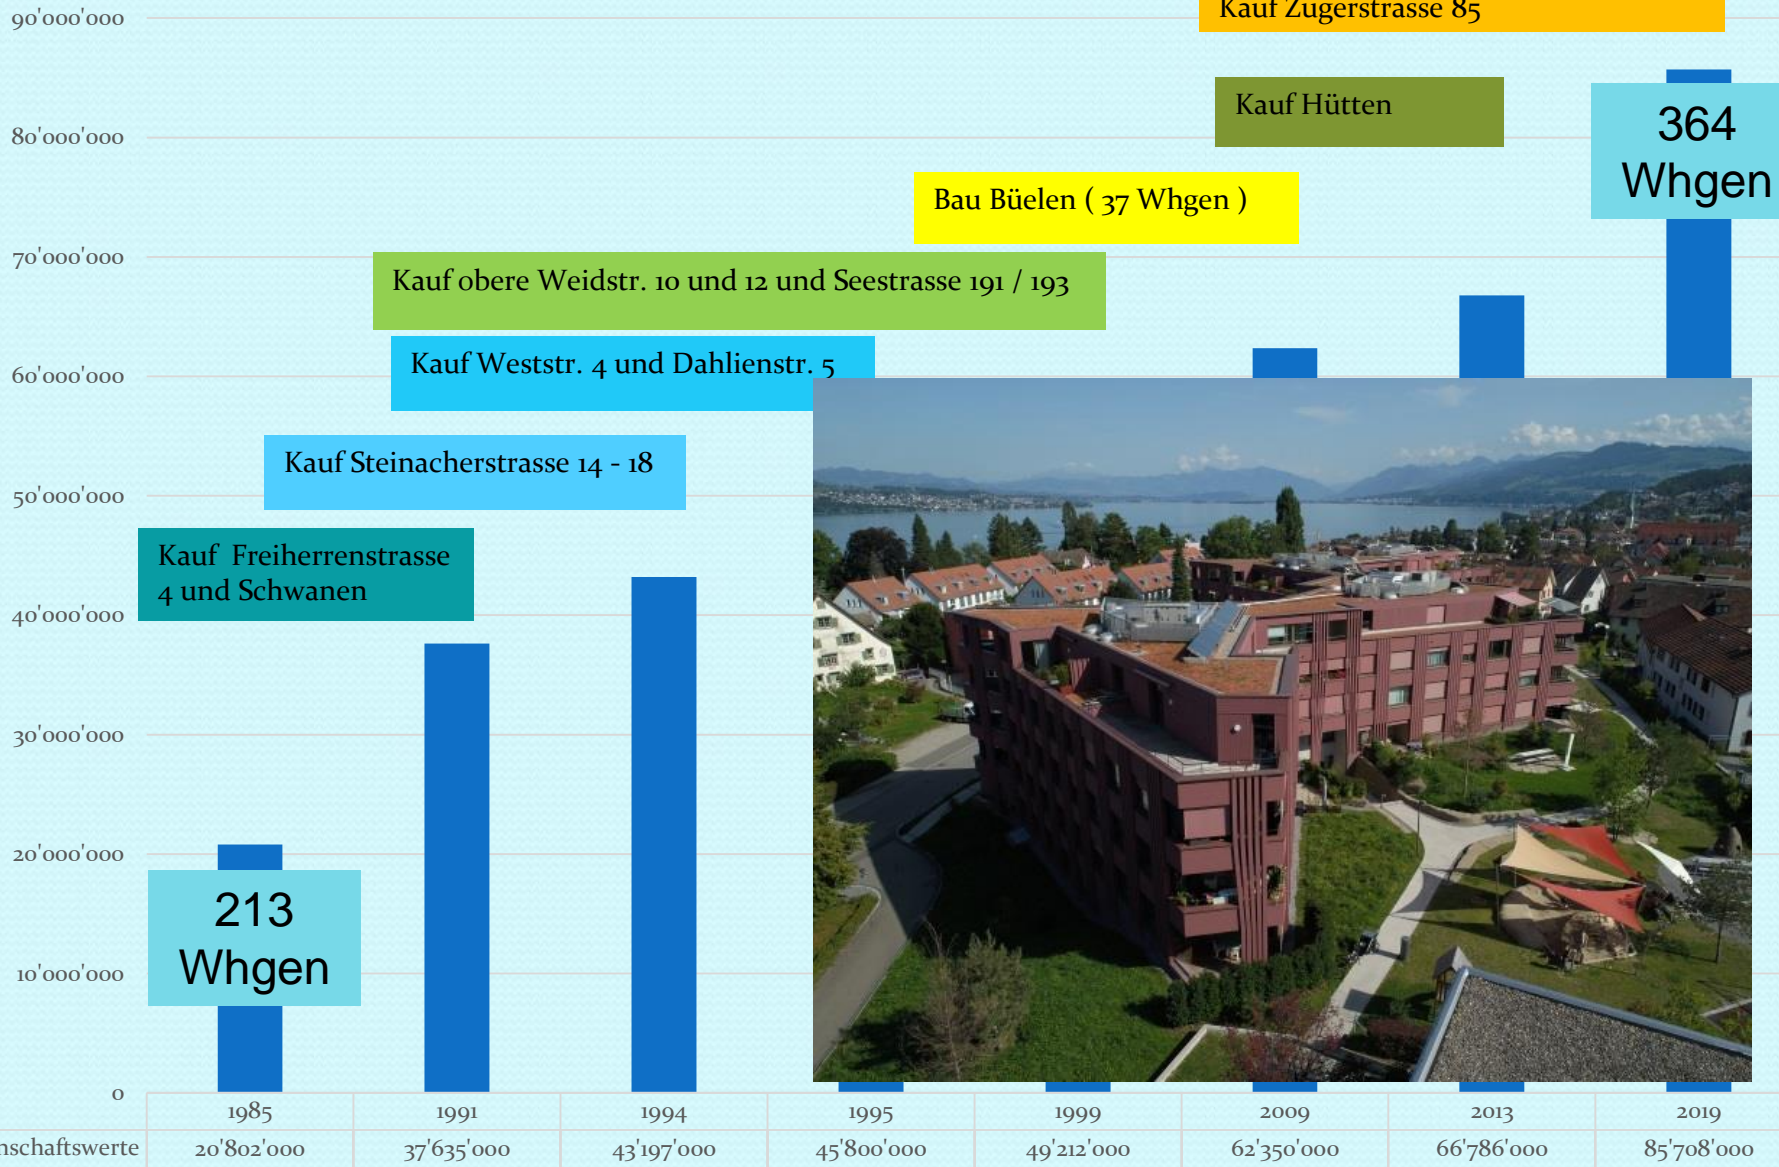 90'000'000
Kauf Zugerstrasse 85
80'000'000
Kauf Hütten
364
Whgen
Bau Büelen ( 37 Whgen )
70'000'000
Kauf obere Weidstr. 10 und 12 und Seestrasse 191 / 193
60'000'000
Kauf Weststr. 4 und Dahlienstr. 5
50'000'000
Kauf Steinacherstrasse 14 - 18
Kauf Freiherrenstrasse
4 und Schwanen
40'000'000
30'000'000
20'000'000
213
Whgen
10'000'000
0
1985 1991 1994 1995 1999 2009 2013 2019
nschaftswerte 20'802'000 37'635'000 43'197'000 45'800'000 49'212'000 62'350'000 66'786'000 85'708'000